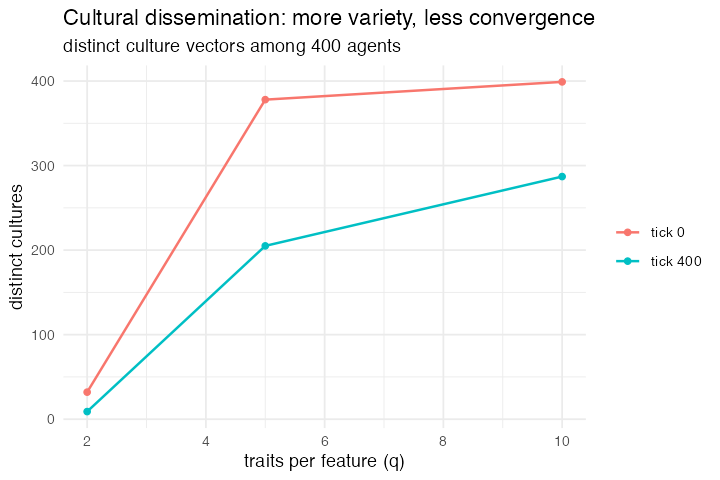 Cultural dissemination: more variety, less convergence
distinct culture vectors among 400 agents
400
300
200
100
0
distinct cultures
2
4
6
8
10
traits per feature (q)
tick 0
tick 400